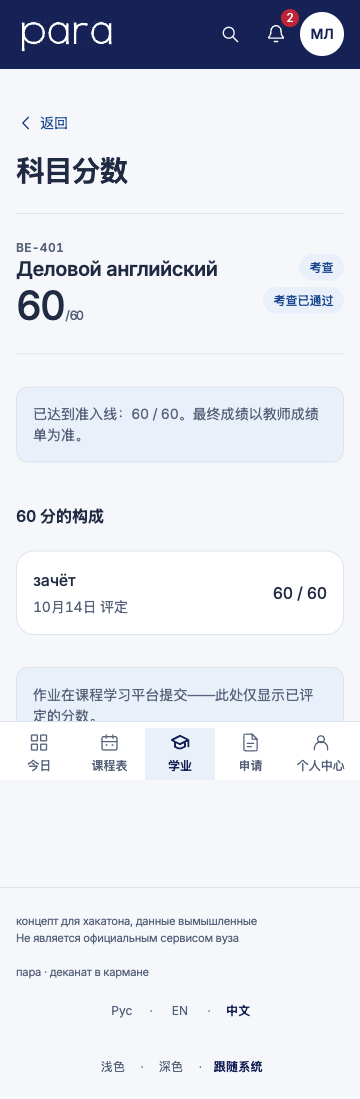 para
2
МЛ
返回
科目分数
BE-401
Деловой английский
考查
60/60
考查已通过
已达到准入线：60 / 60。最终成绩以教师成绩
单为准。
60 分的构成
зачёт
60 / 60
10月14日 评定
作业在课程学习平台提交——此处仅显示已评
定的分数。
今日
课程表
学业
申请
个人中心
концепт для хакатона, данные вымышленные
Не является официальным сервисом вуза
пара · деканат в кармане
Рус · EN · 中文
浅色 · 深色 · 跟随系统